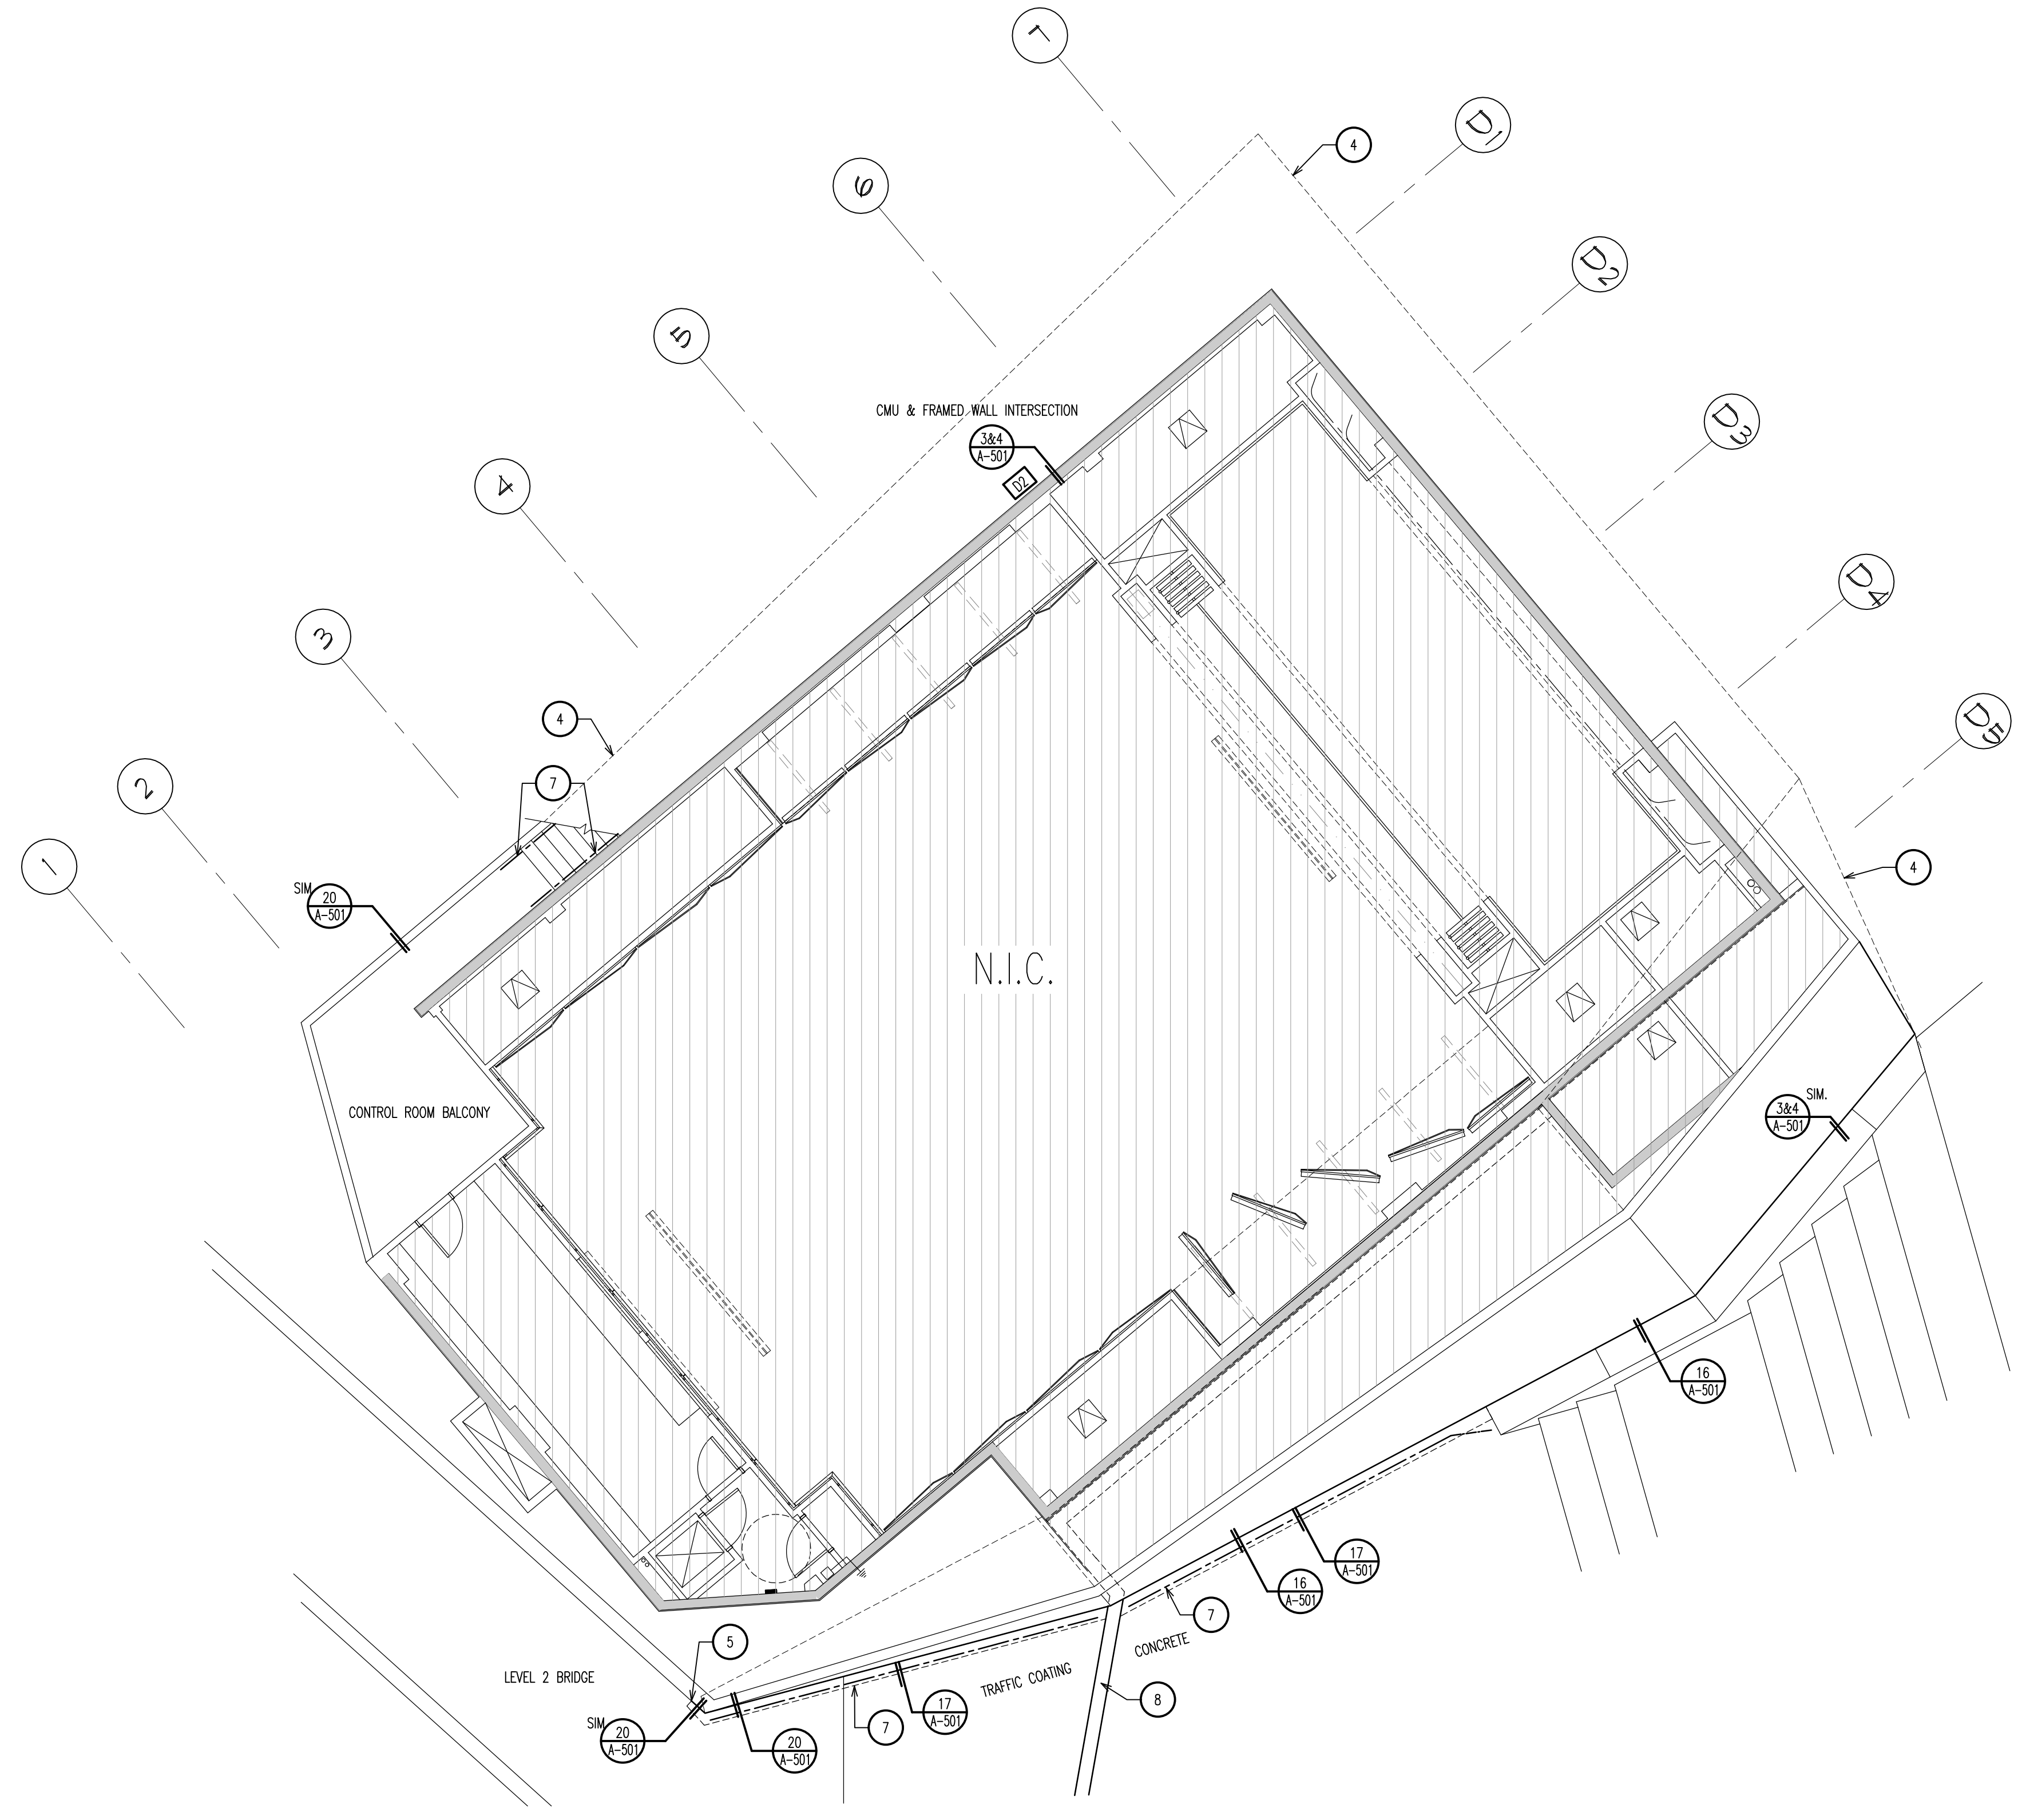 7
4
D1
6
D2
5
CMU & FRAMED WALL INTERSECTION
3&4
A-501
D3
D2
4
D4
3
4
D5
7
2
1
4
SIM.
20
A-501
N.I.C.
CONTROL ROOM BALCONY
SIM.
3&4
A-501
16
A-501
17
A-501
16
A-501
7
CONCRETE
5
LEVEL 2 BRIDGE
TRAFFIC COATING
8
17
A-501
7
SIM.
20
A-501
20
A-501